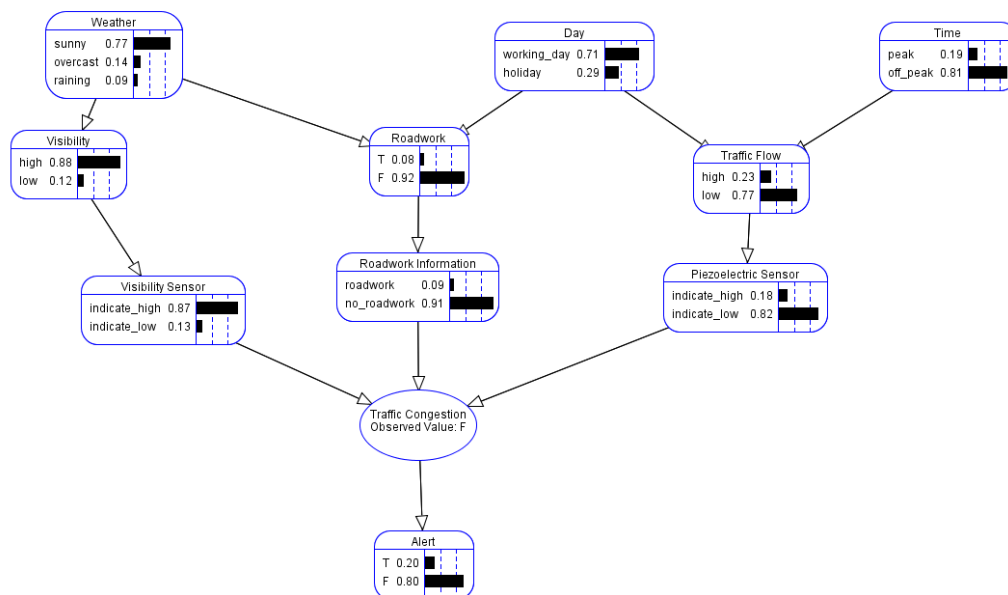 Weather
sunny 0.77
overcast 0.14
raining 0.09
Day
working_day 0.71
holiday 0.29
Time
peak 0.19
off_peak 0.81
Visibility
high 0.88
low 0.12
Roadwork
T 0.08
F 0.92
Traffic Flow
high 0.23
low 0.77
Visibility Sensor
indicate_high 0.87
indicate_low 0.13
Roadwork Information
roadwork 0.09
no_roadwork 0.91
Piezoelectric Sensor
indicate_high 0.18
indicate_low 0.82
Traffic Congestion
Observed Value: F
Alert
T 0.20
F 0.80